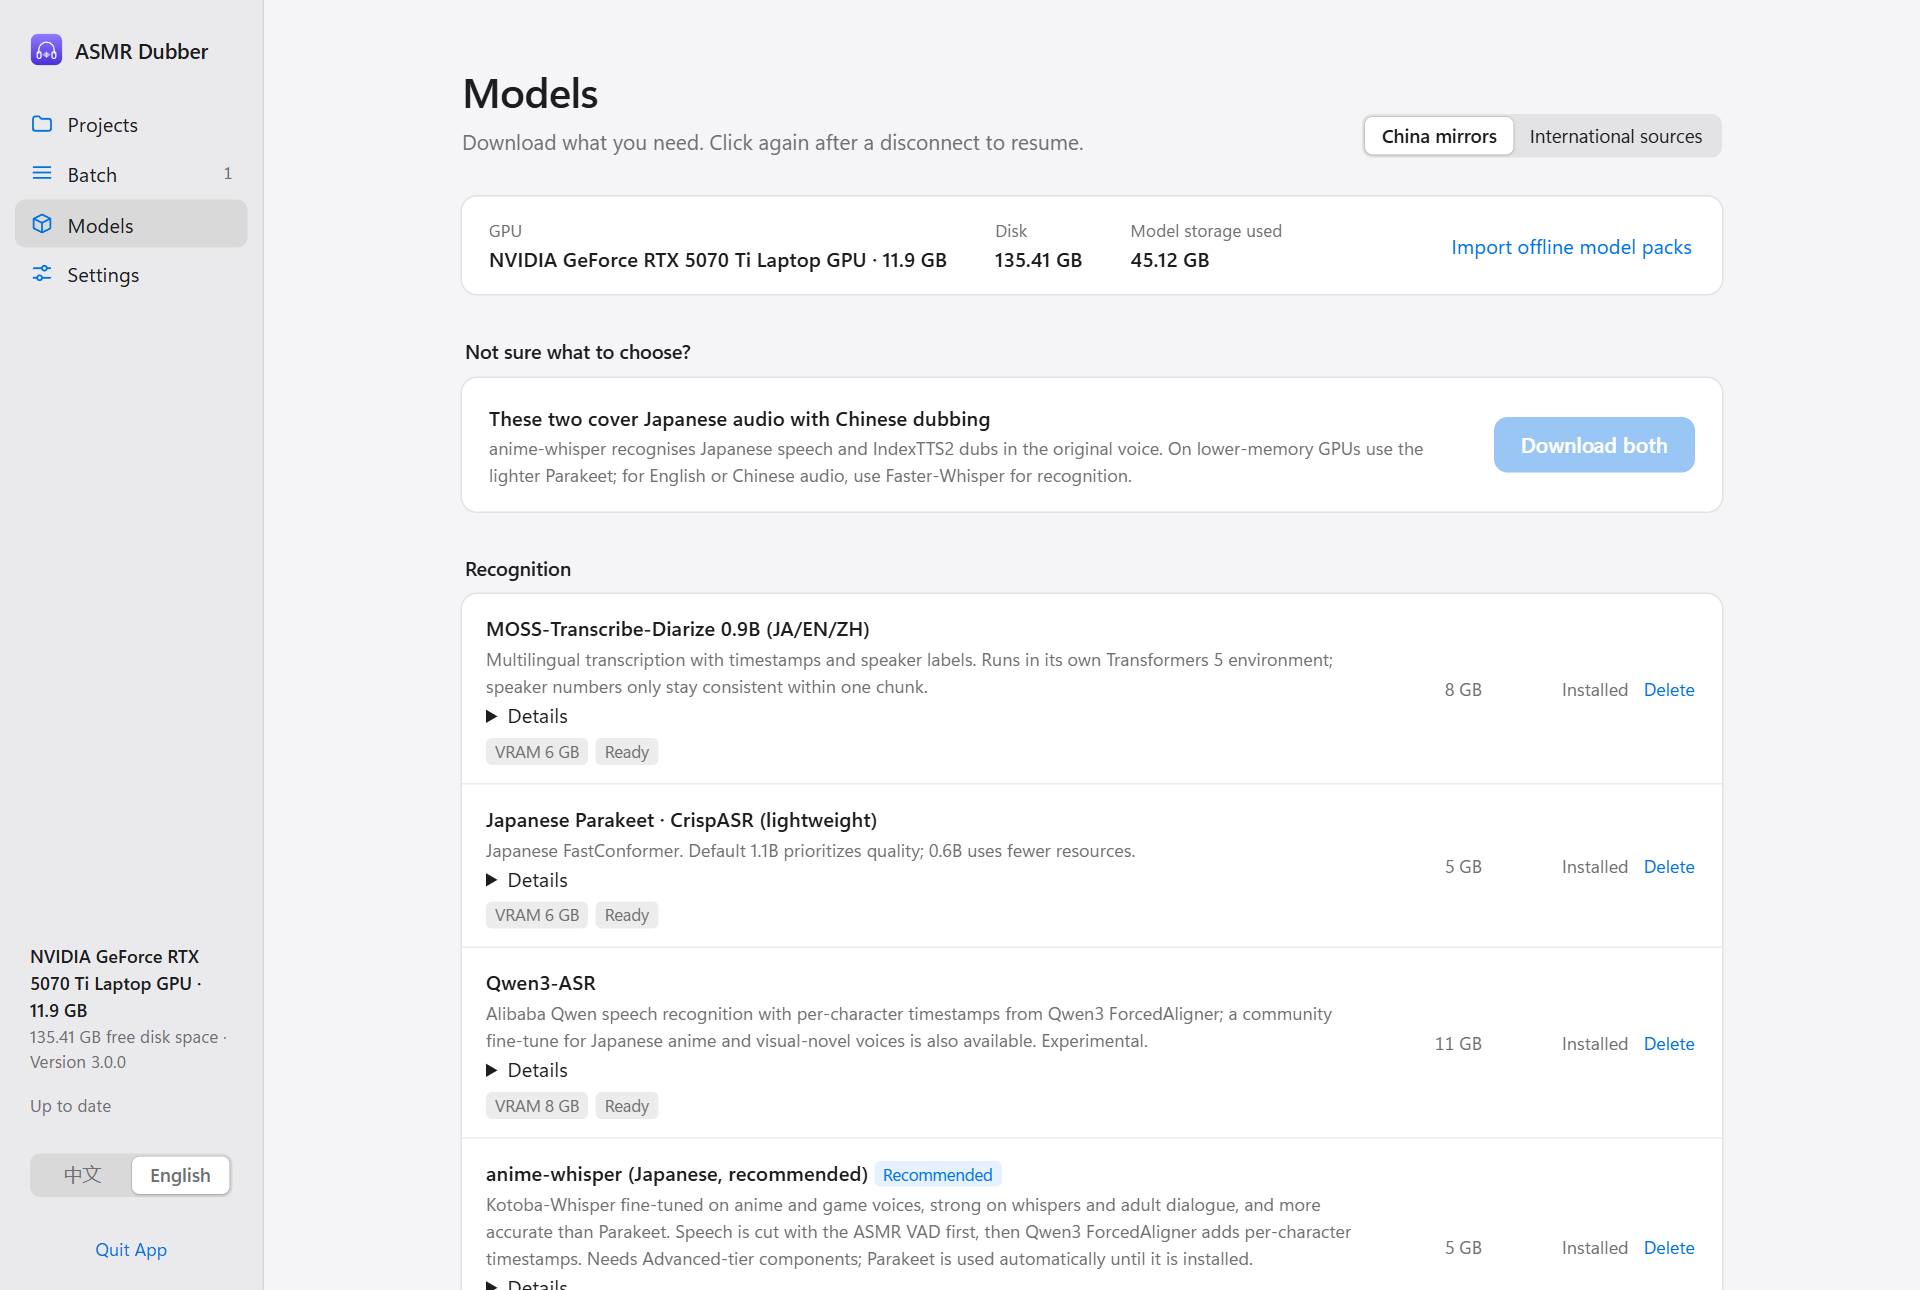 ASMR Dubber
Projects
Batch 1
Models
Settings
NVIDIA GeForce RTX
5070 Ti Laptop GPU ·
11.9 GB
135.41 GB free disk space ·
Version 3.0.0
Up to date
中文 English
Quit App
Models
Download what you need. Click again after a disconnect to resume.
China mirrors International sources
GPU Disk Model storage used
NVIDIA GeForce RTX 5070 Ti Laptop GPU · 11.9 GB 135.41 GB 45.12 GB
Import offline model packs
Not sure what to choose?
These two cover Japanese audio with Chinese dubbing
anime-whisper recognises Japanese speech and IndexTTS2 dubs in the original voice. On lower-memory GPUs use the
lighter Parakeet; for English or Chinese audio, use Faster-Whisper for recognition.
Download both
Recognition
MOSS-Transcribe-Diarize 0.9B (JA/EN/ZH)
Multilingual transcription with timestamps and speaker labels. Runs in its own Transformers 5 environment;
speaker numbers only stay consistent within one chunk.
Details
VRAM 6 GB Ready
8 GB Installed Delete
Japanese Parakeet · CrispASR (lightweight)
Japanese FastConformer. Default 1.1B prioritizes quality; 0.6B uses fewer resources.
Details
VRAM 6 GB Ready
5 GB Installed Delete
Qwen3-ASR
Alibaba Qwen speech recognition with per-character timestamps from Qwen3 ForcedAligner; a community
fine-tune for Japanese anime and visual-novel voices is also available. Experimental.
Details
VRAM 8 GB Ready
11 GB Installed Delete
anime-whisper (Japanese, recommended) Recommended
Kotoba-Whisper fine-tuned on anime and game voices, strong on whispers and adult dialogue, and more
accurate than Parakeet. Speech is cut with the ASMR VAD first, then Qwen3 ForcedAligner adds per-character
timestamps. Needs Advanced-tier components; Parakeet is used automatically until it is installed.
Details
5 GB Installed Delete